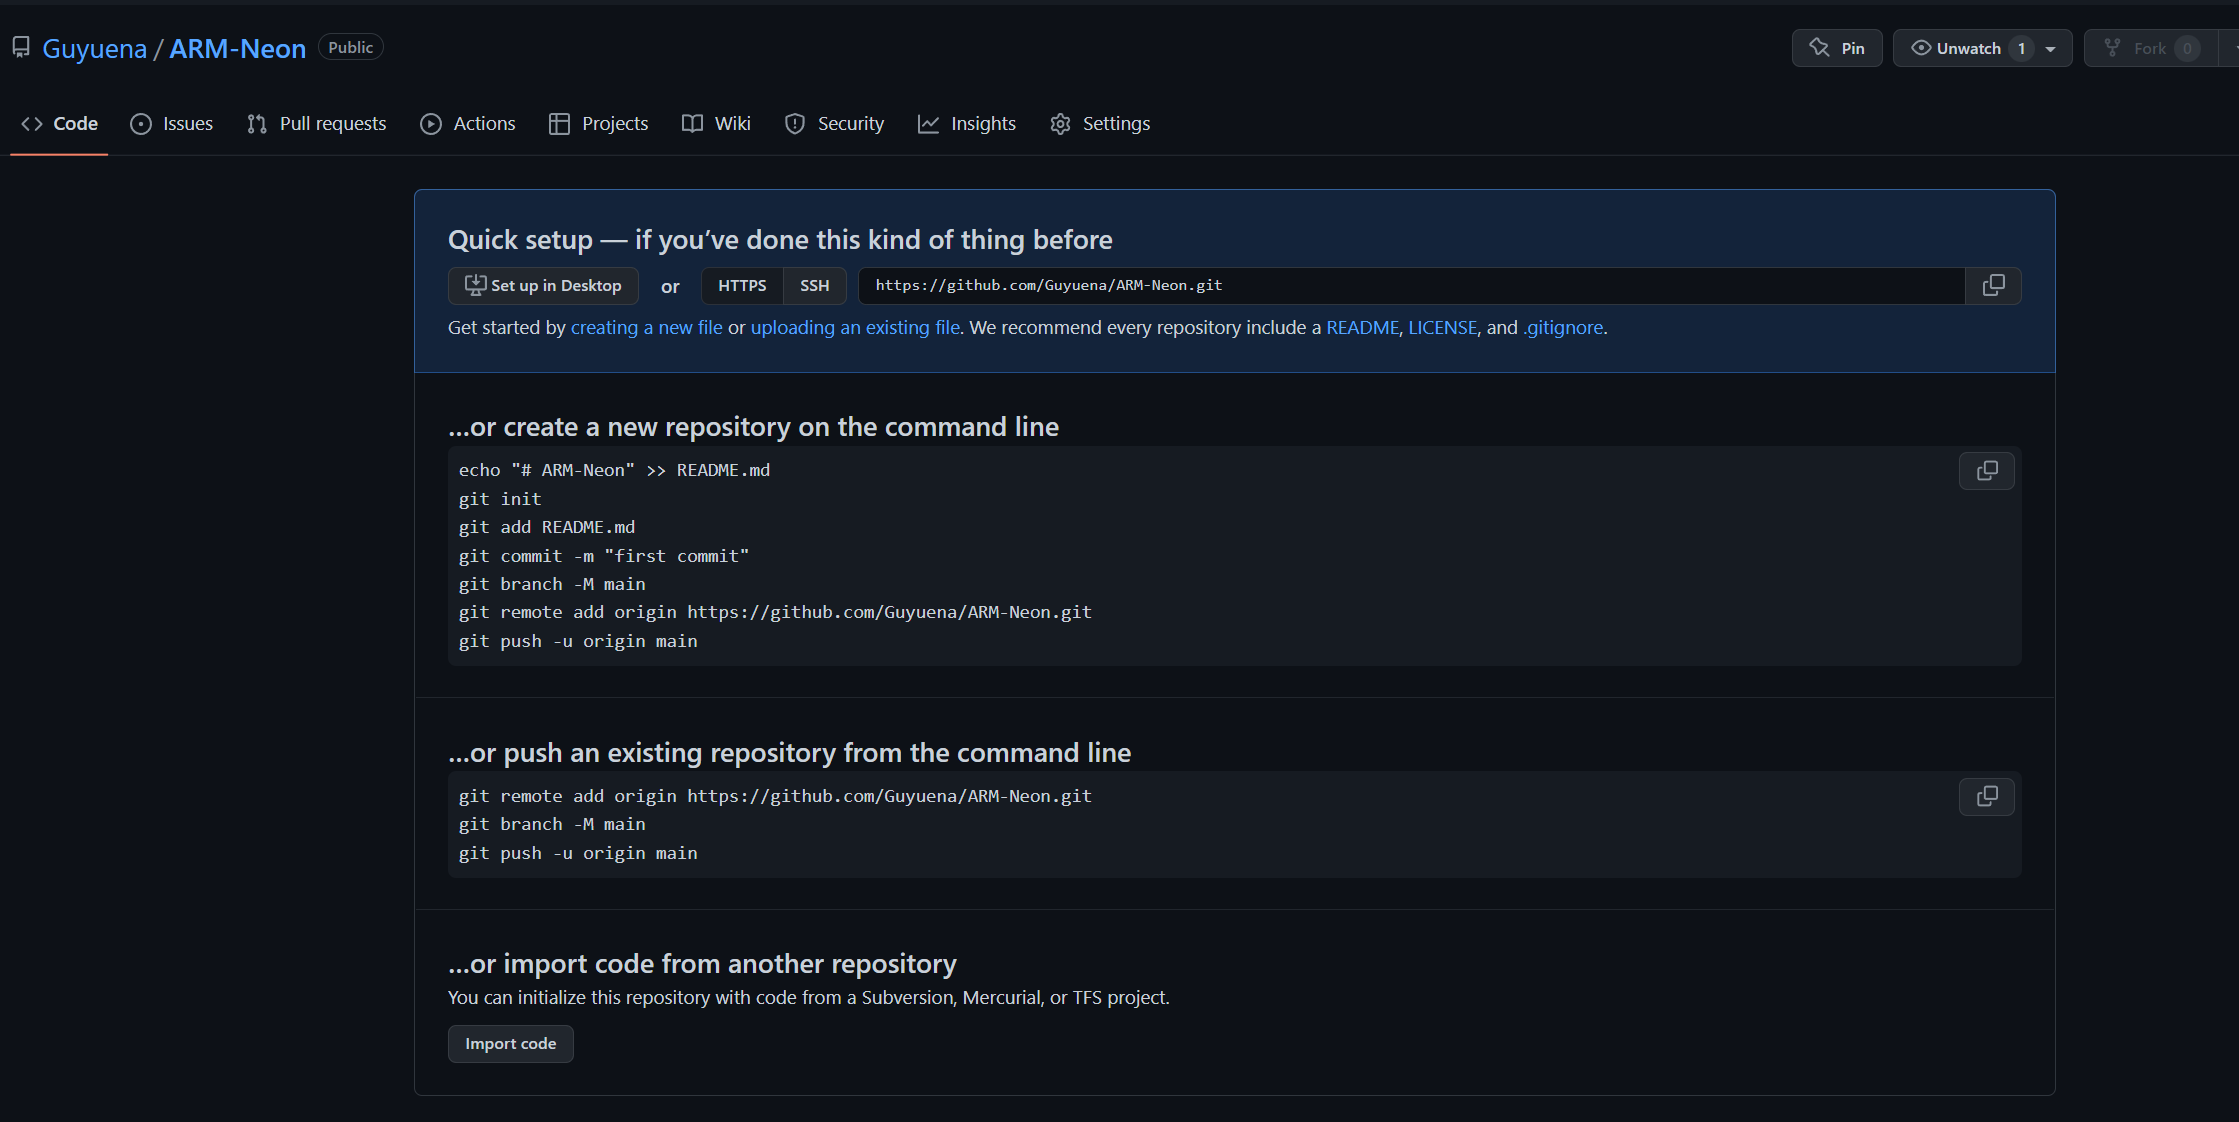 Guyuena / ARM-Neon Public
Pin Unwatch 1 Fork 0
Code Issues Pull requests Actions Projects Wiki Security Insights Settings
Quick setup — if you’ve done this kind of thing before
Set up in Desktop or HTTPS SSH https://github.com/Guyuena/ARM-Neon.git
Get started by creating a new file or uploading an existing file. We recommend every repository include a README, LICENSE, and .gitignore.
…or create a new repository on the command line
echo "# ARM-Neon" >> README.md
git init
git add README.md
git commit -m "first commit"
git branch -M main
git remote add origin https://github.com/Guyuena/ARM-Neon.git
git push -u origin main
…or push an existing repository from the command line
git remote add origin https://github.com/Guyuena/ARM-Neon.git
git branch -M main
git push -u origin main
…or import code from another repository
You can initialize this repository with code from a Subversion, Mercurial, or TFS project.
Import code